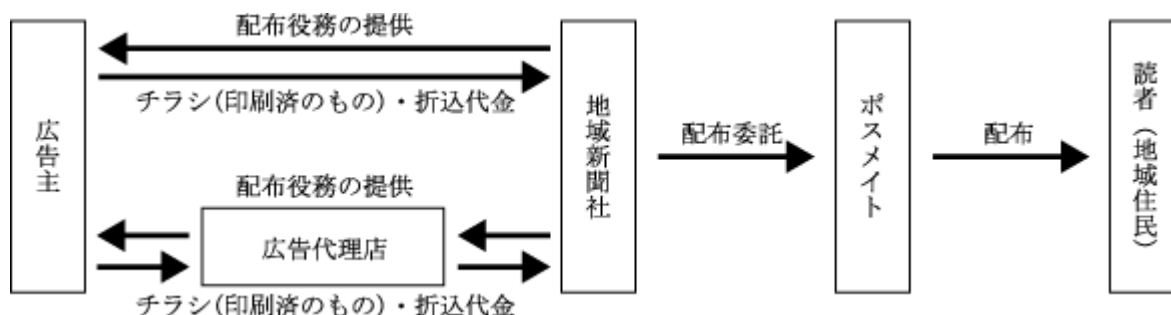 配布役務の提供
チラシ(印刷済のもの)・折込代金
広告主
配布役務の提供
広告代理店
チラシ(印刷済のもの)・折込代金
地域新聞社
配布委託
ポスメイト
配布
読者(地域住民)